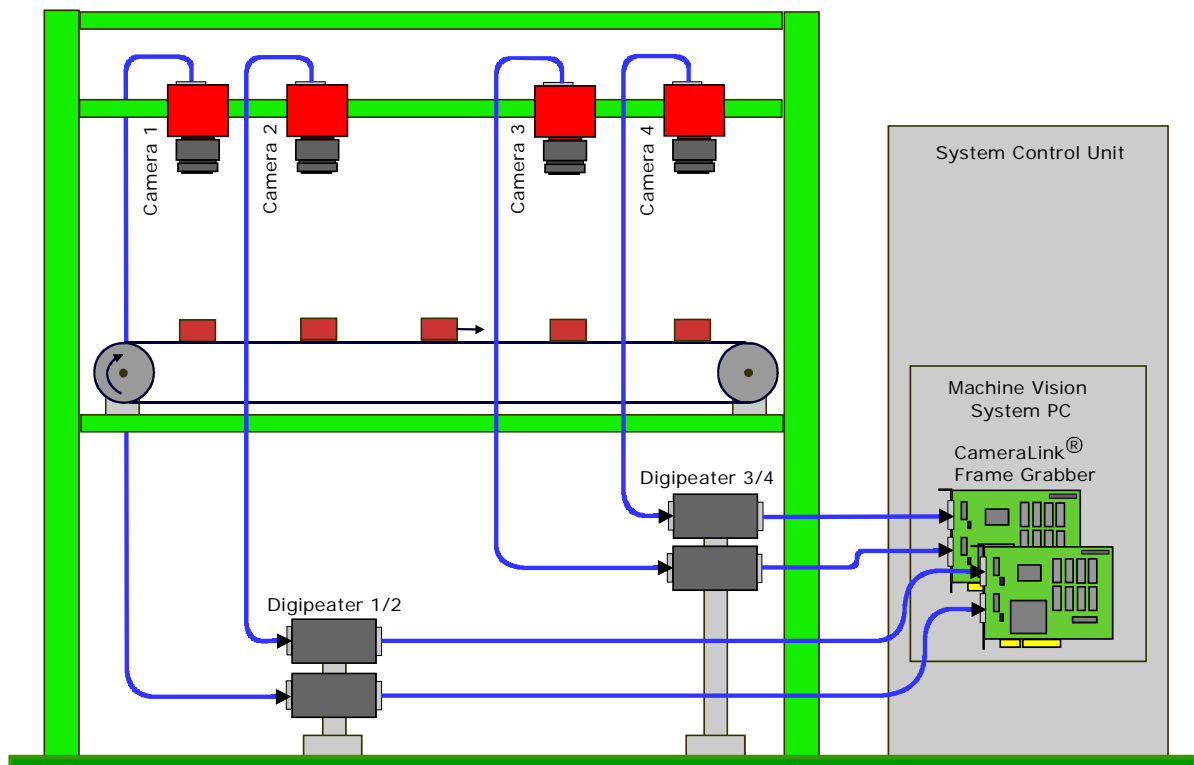 Camera 1
Camera 2
Camera 3
Camera 4
System Control Unit
Machine Vision
System PC
CameraLink®
Frame Grabber
Digipeater 3/4
Digipeater 1/2